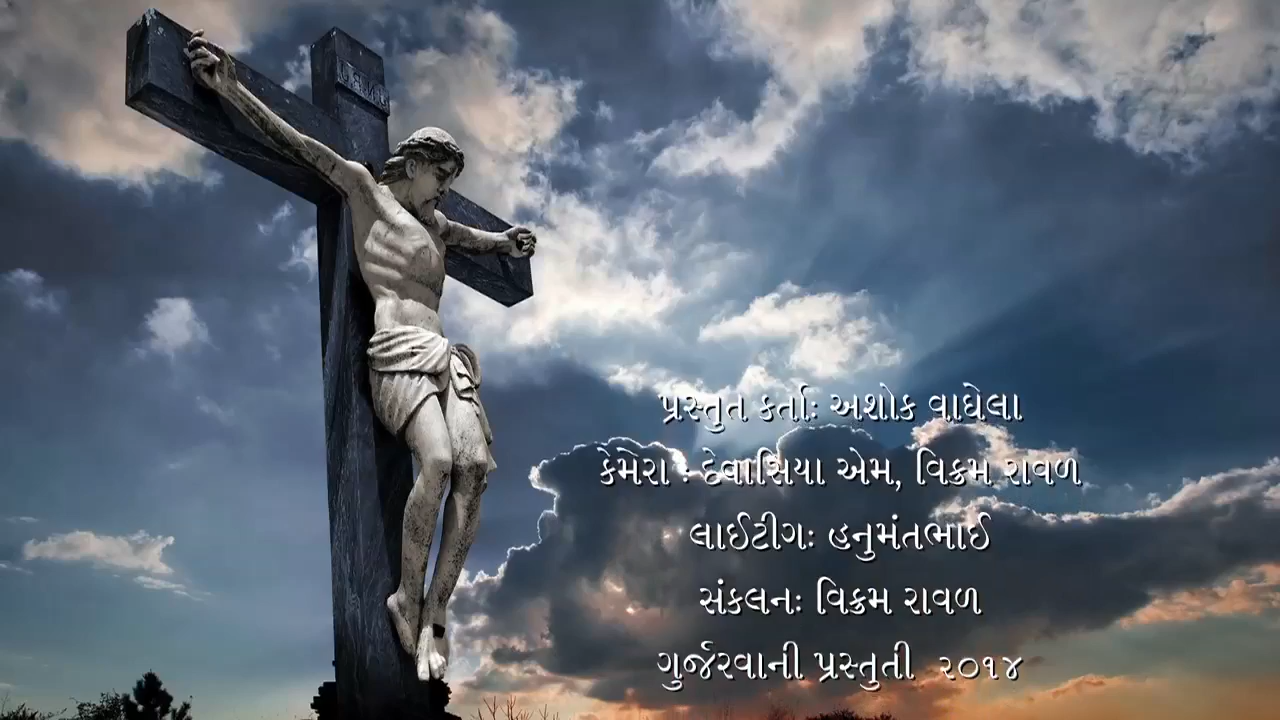 પ્રસ્તુત કર્તાઃ અશોક વાઘેલા
કેમેરા : દેવાસિયા એમ, વિક્રમ રાવળ
લાઈટીગઃ હનુમંતભાઈ
સંકલનઃ વિક્રમ રાવળ
ગુર્જરવાની પ્રસ્તુતી ૨૦૧૪